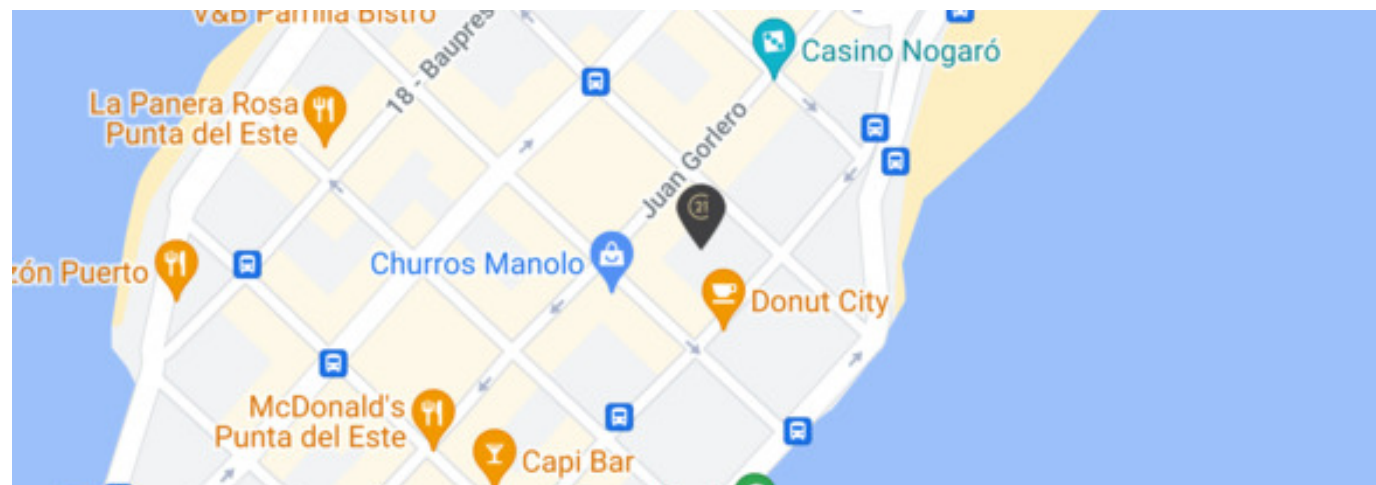 V&B Parrilla Bistro
18 - Baupres
Casino Nogaró
La Panera Rosa
Punta del Este
Juan Gorlero
21
Churros Manolo
zón Puerto
Donut City
McDonald's
Punta del Este
Capi Bar